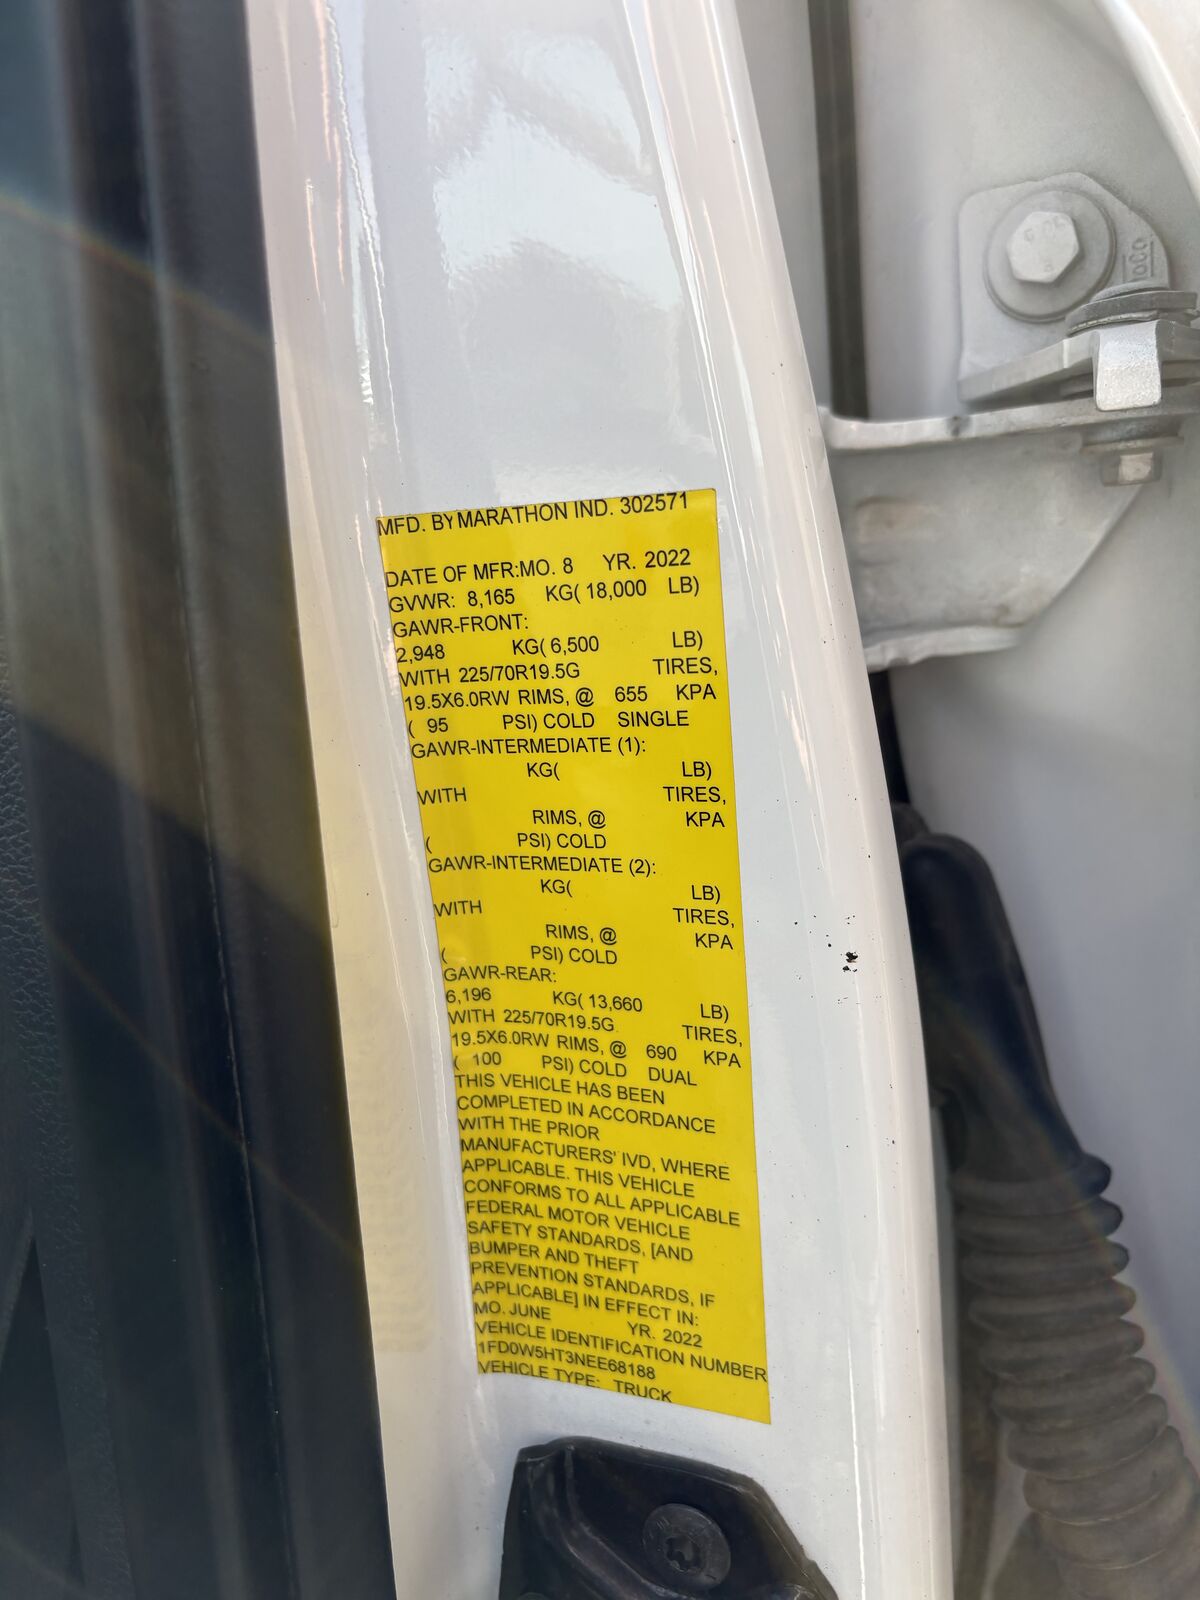 MFD. BY MARATHON IND. 302571
DATE OF MFR:MO. 8 YR. 2022
GVWR: 8,165 KG( 18,000 LB)
GAWR-FRONT:
2,948 KG( 6,500 LB)
WITH 225/70R19.5G TIRES,
19.5X6.0RW RIMS, @ 655 KPA
( 95 PSI) COLD SINGLE
GAWR-INTERMEDIATE (1):
KG( LB)
WITH TIRES,
RIMS, @ KPA
( PSI) COLD
GAWR-INTERMEDIATE (2):
KG( LB)
WITH TIRES,
RIMS, @ KPA
( PSI) COLD
GAWR-REAR:
6,196 KG( 13,660 LB)
WITH 225/70R19.5G TIRES,
19.5X6.0RW RIMS, @ 690 KPA
( 100 PSI) COLD DUAL
THIS VEHICLE HAS BEEN
COMPLETED IN ACCORDANCE
WITH THE PRIOR
MANUFACTURERS' IVD, WHERE
APPLICABLE. THIS VEHICLE
CONFORMS TO ALL APPLICABLE
FEDERAL MOTOR VEHICLE
SAFETY STANDARDS, [AND
BUMPER AND THEFT
PREVENTION STANDARDS, IF
APPLICABLE] IN EFFECT IN:
MO. JUNE YR. 2022
VEHICLE IDENTIFICATION NUMBER
1FD0W5HT3NEE68188
VEHICLE TYPE: TRUCK